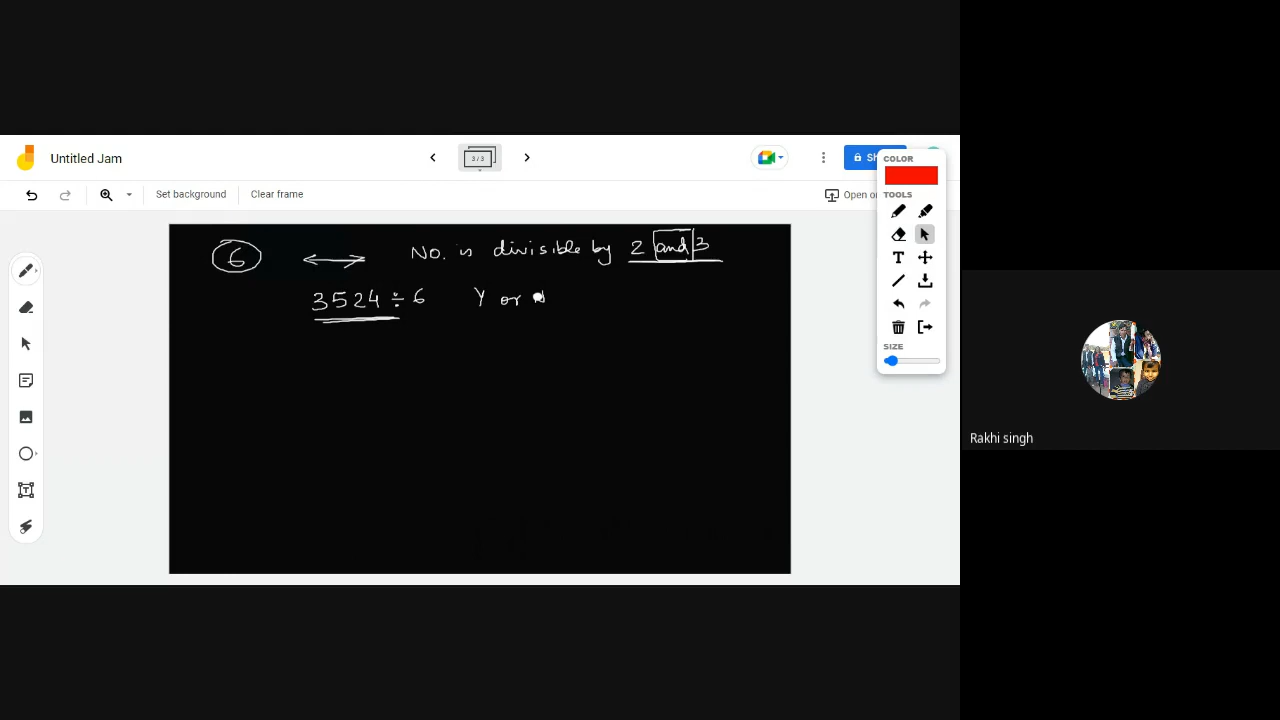 Untitled Jam
3 / 3
Sh
Set background
Clear frame
Open o
COLOR
TOOLS
SIZE
6 ⟷ No. is divisible by 2 and 3
3524 ÷ 6 Y or
Rakhi singh